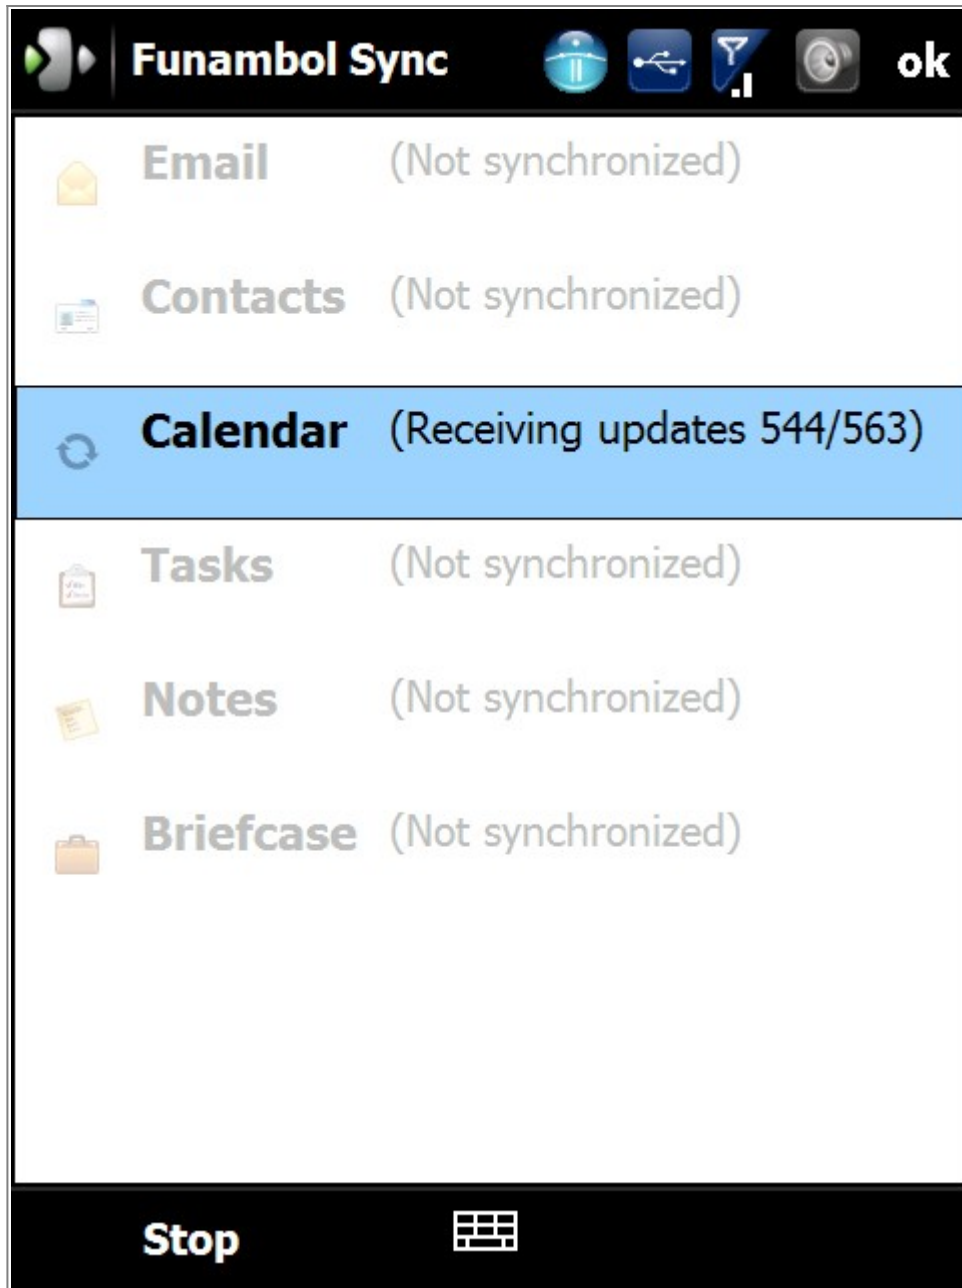 Funambol Sync ok
Email (Not synchronized)
Contacts (Not synchronized)
Calendar (Receiving updates 544/563)
Tasks (Not synchronized)
Notes (Not synchronized)
Briefcase (Not synchronized)
Stop